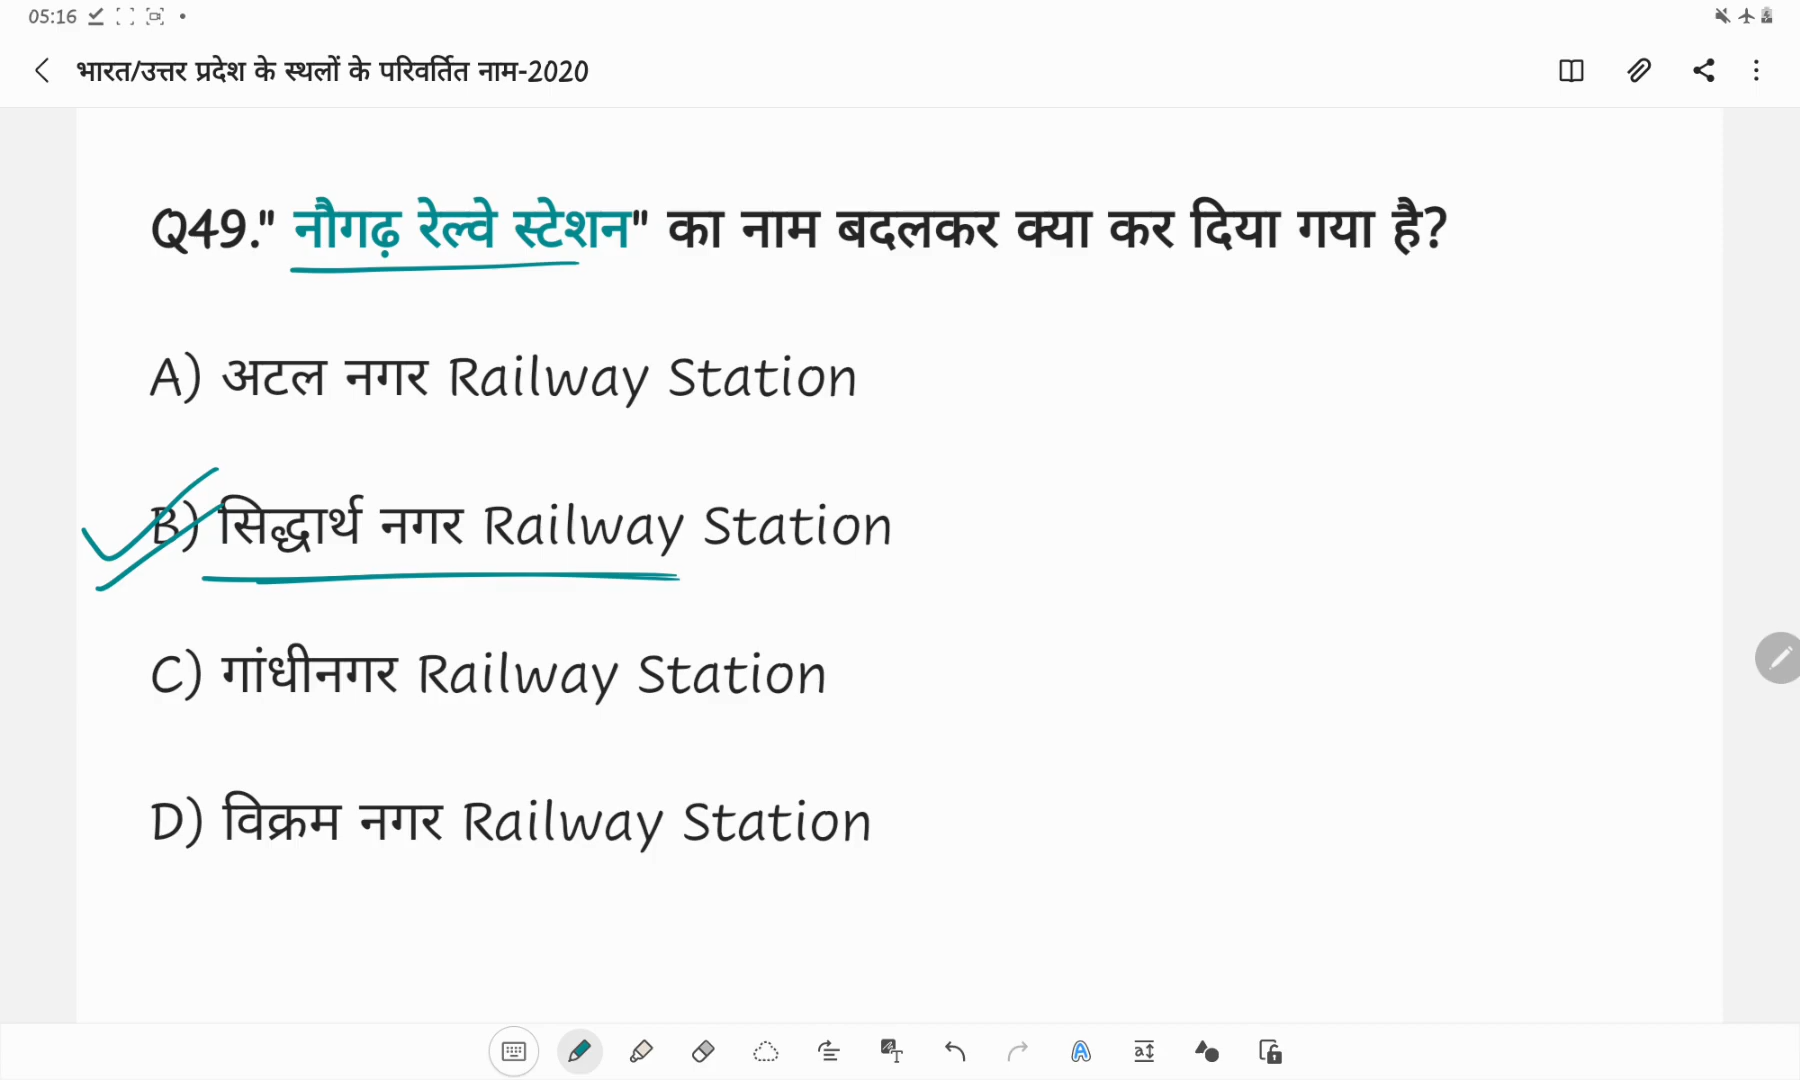 05:16
भारत/उत्तर प्रदेश के स्थलों के परिवर्तित नाम-2020
Q49." नौगढ़ रेल्वे स्टेशन" का नाम बदलकर क्या कर दिया गया है?
A) अटल नगर Railway Station
B) सिद्धार्थ नगर Railway Station
C) गांधीनगर Railway Station
D) विक्रम नगर Railway Station